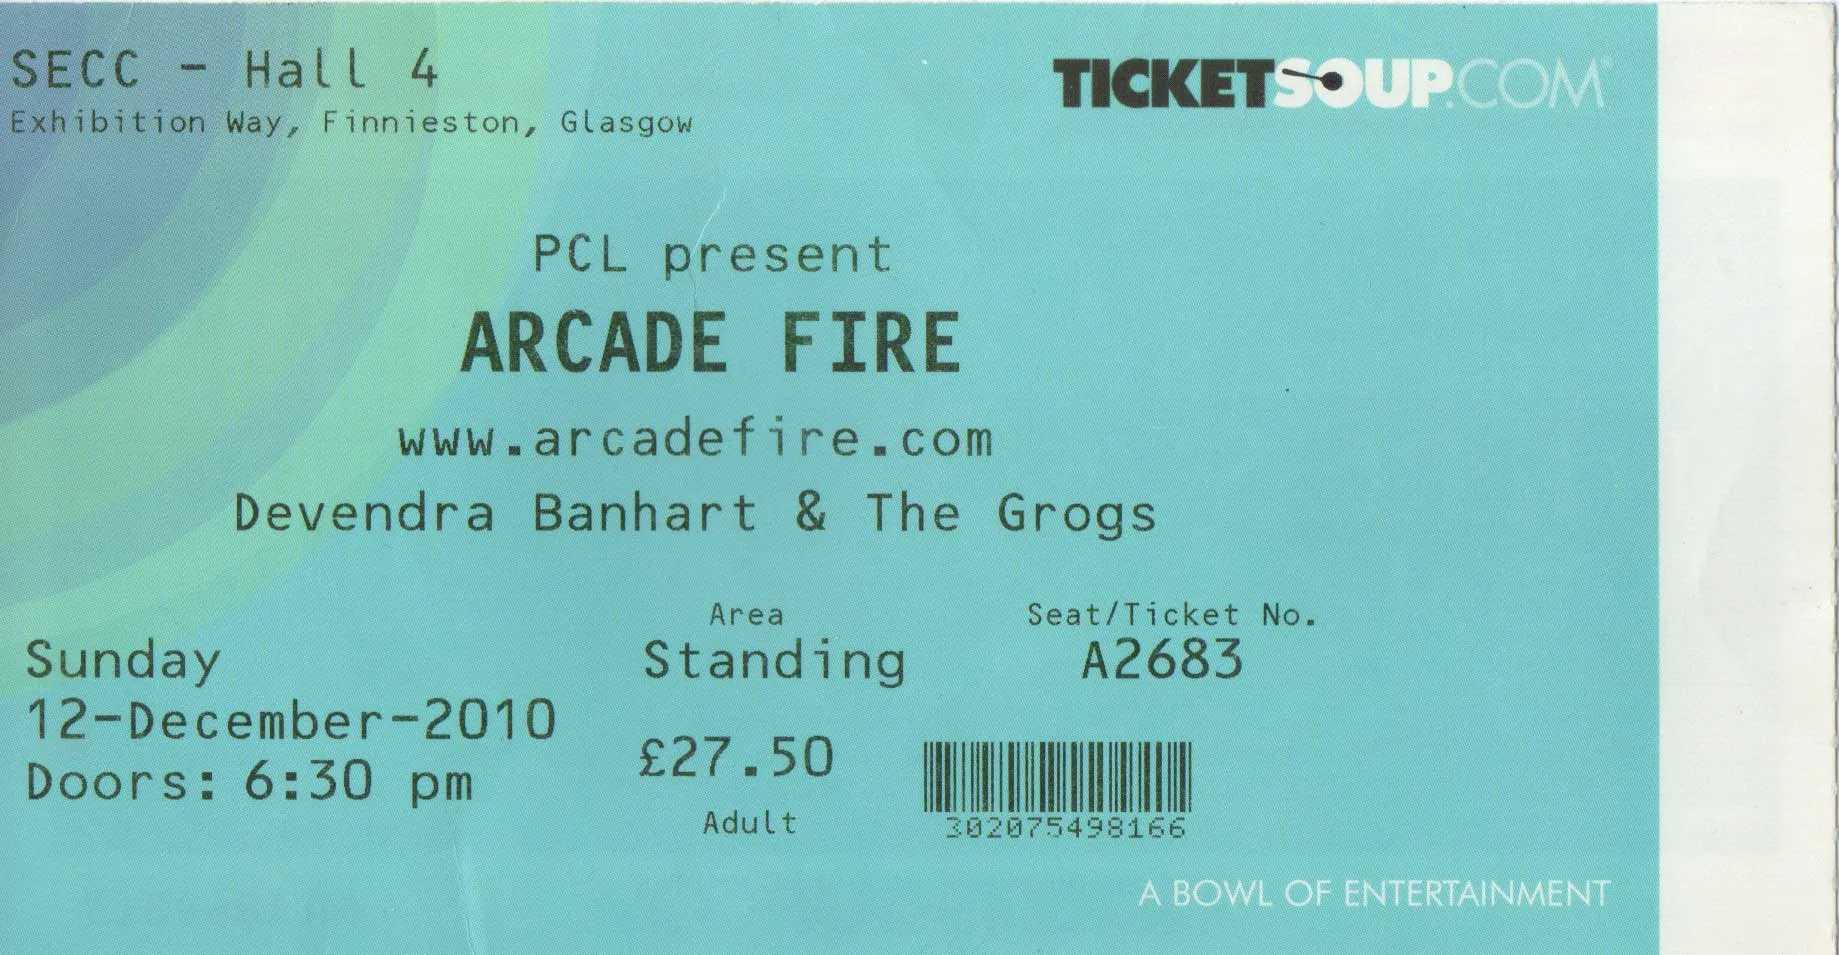 SECC - Hall 4
Exhibition Way, Finnieston, Glasgow
TICKETSOUP.COM®
PCL present
ARCADE FIRE
www.arcadefire.com
Devendra Banhart & The Grogs
Sunday
12-December-2010
Doors: 6:30 pm
Area
Standing
£27.50
Adult
Seat/Ticket No.
A2683
302075498166
A BOWL OF ENTERTAINMENT